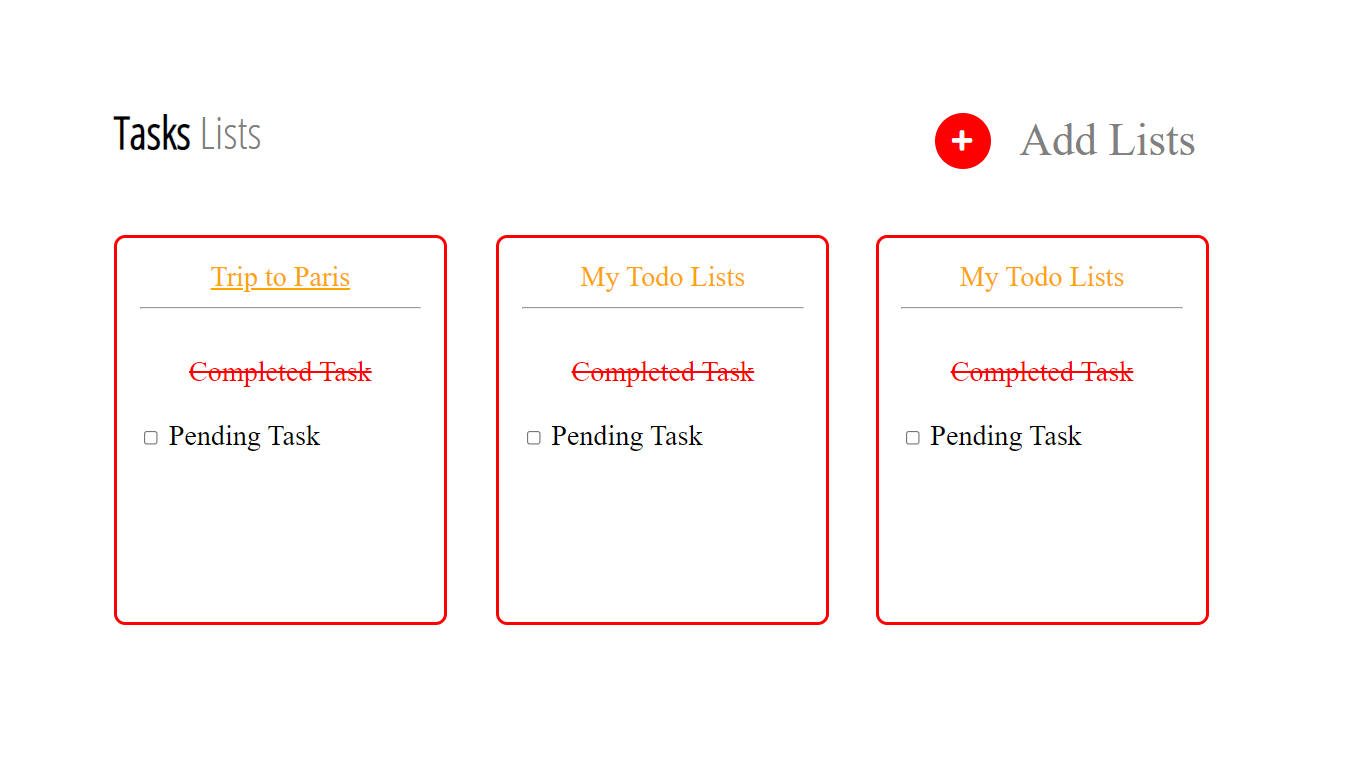 Tasks Lists
Add Lists
Trip to Paris
Completed Task
Pending Task
My Todo Lists
Completed Task
Pending Task
My Todo Lists
Completed Task
Pending Task